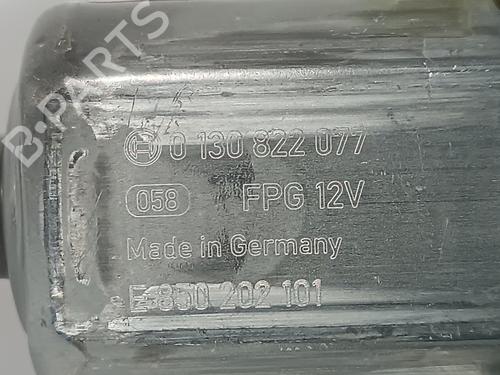 B-PARTS
0 130 822 077
058 FPG 12V
Made in Germany
E 850 202 101